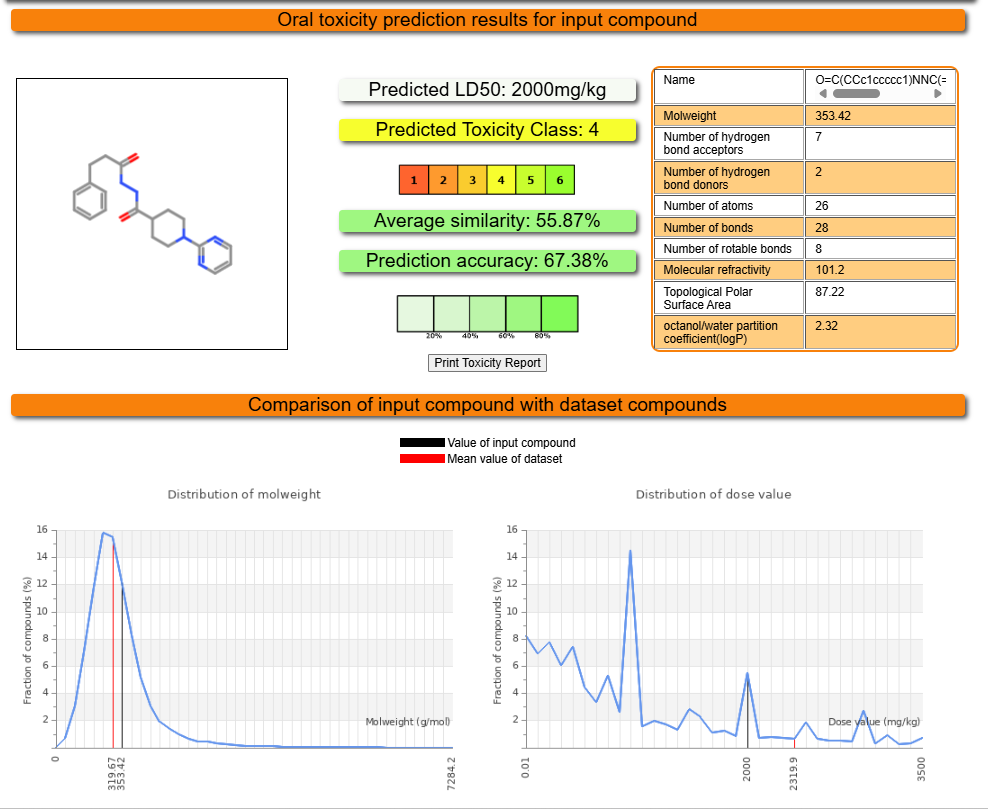 Oral toxicity prediction results for input compound
Predicted LD50: 2000mg/kg
Predicted Toxicity Class: 4
1 2 3 4 5 6
Average similarity: 55.87%
Prediction accuracy: 67.38%
20% 40% 60% 80%
Print Toxicity Report
Name O=C(CCc1ccccc1)NNC(=
Molweight 353.42
Number of hydrogen
bond acceptors 7
Number of hydrogen
bond donors 2
Number of atoms 26
Number of bonds 28
Number of rotable bonds 8
Molecular refractivity 101.2
Topological Polar
Surface Area 87.22
octanol/water partition
coefficient(logP) 2.32
Comparison of input compound with dataset compounds
Value of input compound
Mean value of dataset
Distribution of molweight
Fraction of compounds (%)
16
14
12
10
8
6
4
2
Molweight (g/mol)
0 319.67 353.42 7284.2
Distribution of dose value
Fraction of compounds (%)
16
14
12
10
8
6
4
2
Dose value (mg/kg)
0.01 2000 2319.9 3500